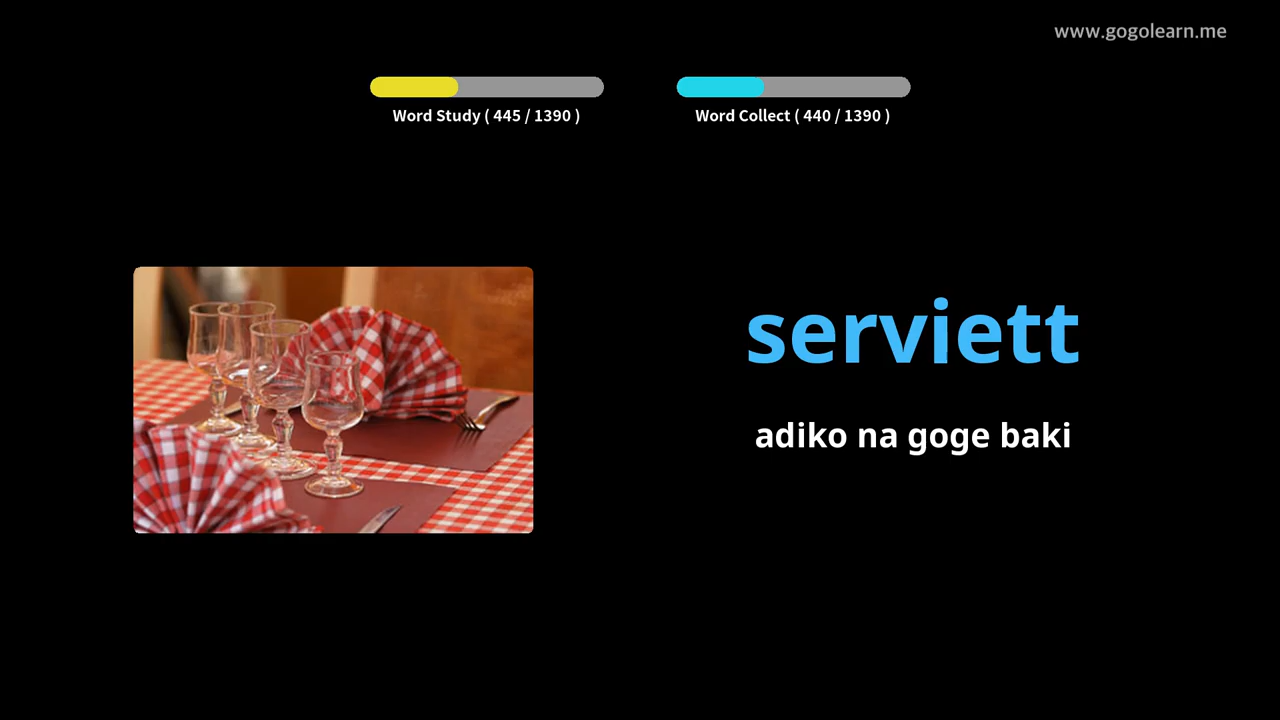 www.gogolearn.me
Word Study ( 445 / 1390 )
Word Collect ( 440 / 1390 )
serviett
adiko na goge baki